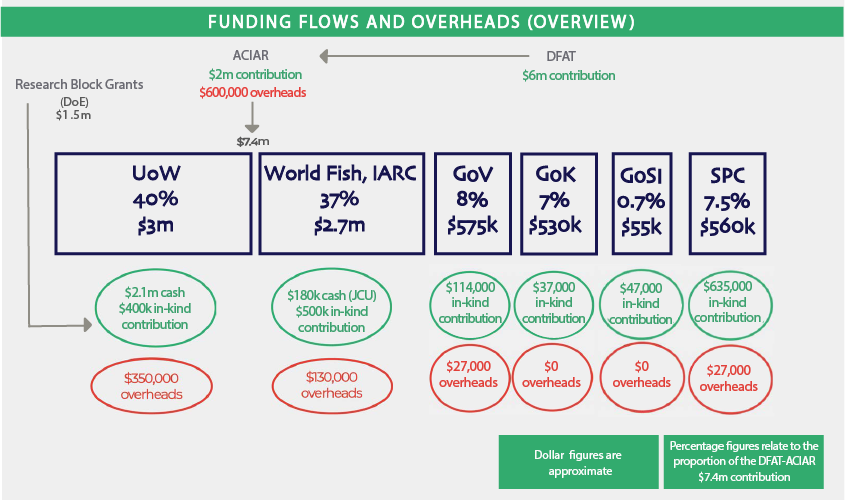 FUNDING FLOWS AND OVERHEADS (OVERVIEW)
ACIAR
$2m contribution
$600,000 overheads
DFAT
$6m contribution
Research Block Grants
(DoE)
$1.5m
$7.4m
UoW
40%
$3m
World Fish, IARC
37%
$2.7m
GoV
8%
$575k
GoK
7%
$530k
GoSI
0.7%
$55k
SPC
7.5%
$560k
$2.1m cash
$400k in-kind
contribution
$180k cash (JCU)
$500k in-kind
contribution
$114,000
in-kind
contribution
$37,000
in-kind
contribution
$47,000
in-kind
contribution
$635,000
in-kind
contribution
$350,000
overheads
$130,000
overheads
$27,000
overheads
$0
overheads
$0
overheads
$27,000
overheads
Dollar figures are
approximate
Percentage figures relate to the
proportion of the DFAT-ACIAR
$7.4m contribution